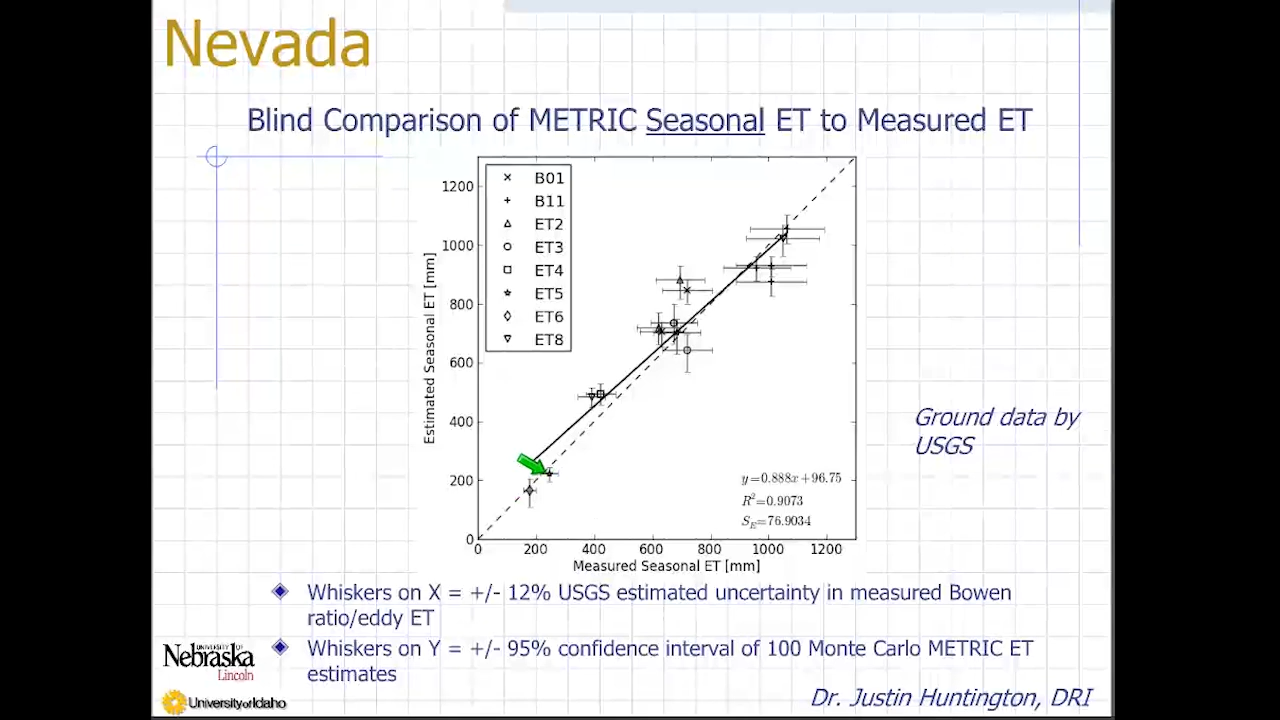 Nevada
Blind Comparison of METRIC Seasonal ET to Measured ET
B01
B11
ET2
ET3
ET4
ET5
ET6
ET8
1200
1000
800
600
400
200
0
Estimated Seasonal ET [mm]
y=0.888x+96.75
R²=0.9073
S_E=76.9034
0 200 400 600 800 1000 1200
Measured Seasonal ET [mm]
Ground data by
USGS
Whiskers on X = +/- 12% USGS estimated uncertainty in measured Bowen
ratio/eddy ET
Whiskers on Y = +/- 95% confidence interval of 100 Monte Carlo METRIC ET
estimates
UNIVERSITY OF
Nebraska
Lincoln
University of Idaho
Dr. Justin Huntington, DRI